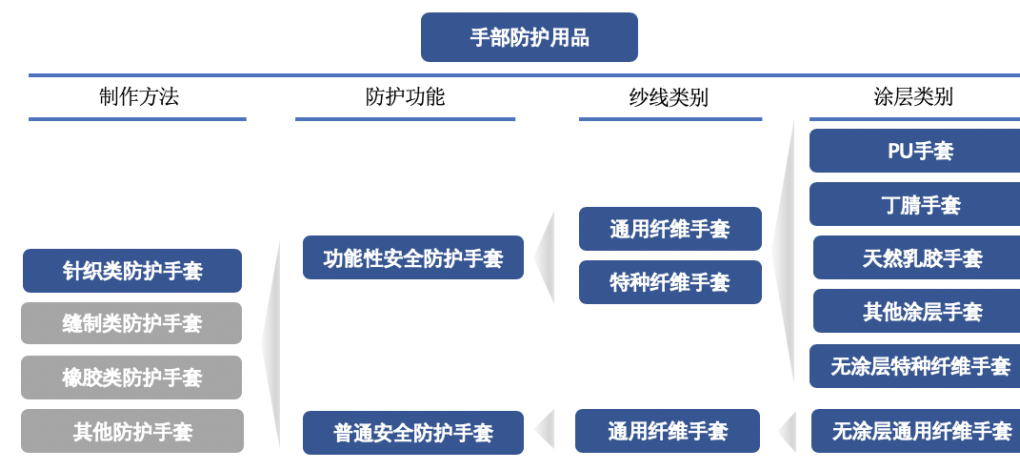 手部防护用品
制作方法
防护功能
纱线类别
涂层类别
针织类防护手套
缝制类防护手套
橡胶类防护手套
其他防护手套
功能性安全防护手套
普通安全防护手套
通用纤维手套
特种纤维手套
通用纤维手套
PU手套
丁腈手套
天然乳胶手套
其他涂层手套
无涂层特种纤维手套
无涂层通用纤维手套